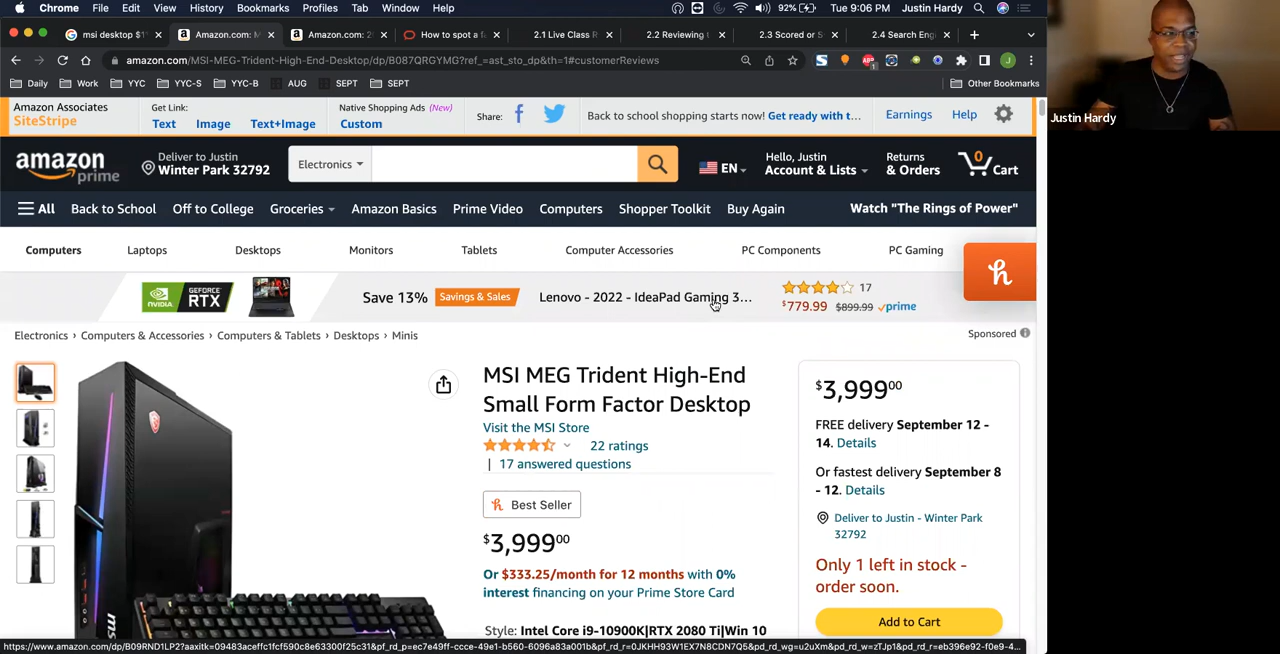 Chrome File Edit View History Bookmarks Profiles Tab Window Help 92% Tue 9:06 PM Justin Hardy
msi desktop $1 Amazon.com: M Amazon.com: 2 How to spot a f 2.1 Live Class R 2.2 Reviewing 2.3 Scored or S 2.4 Search Eng
amazon.com/MSI-MEG-Trident-High-End-Desktop/dp/B087QRGYMG?ref_=ast_sto_dp&th=1#customerReviews
Daily Work YYC YYC-S YYC-B AUG SEPT SEPT Other Bookmarks
Amazon Associates
SiteStripe
Get Link:
Text Image Text+Image
Native Shopping Ads (New)
Custom
Share: Back to school shopping starts now! Get ready with t... Earnings Help
Justin Hardy
amazon
prime
Deliver to Justin
Winter Park 32792
Electronics
EN
Hello, Justin
Account & Lists
Returns
& Orders
0
Cart
All Back to School Off to College Groceries Amazon Basics Prime Video Computers Shopper Toolkit Buy Again Watch "The Rings of Power"
Computers Laptops Desktops Monitors Tablets Computer Accessories PC Components PC Gaming
NVIDIA GEFORCE RTX
Save 13% Savings & Sales Lenovo - 2022 - IdeaPad Gaming 3... 17
$779.99 $899.99 prime
Electronics › Computers & Accessories › Computers & Tablets › Desktops › Minis
Sponsored
MSI MEG Trident High-End
Small Form Factor Desktop
Visit the MSI Store
22 ratings
| 17 answered questions
Best Seller
$3,999.00
Or $333.25/month for 12 months with 0%
interest financing on your Prime Store Card
Style: Intel Core i9-10900K|RTX 2080 Ti|Win 10
$3,999.00
FREE delivery September 12 -
14. Details
Or fastest delivery September 8
- 12. Details
Deliver to Justin - Winter Park
32792
Only 1 left in stock -
order soon.
Add to Cart
msi